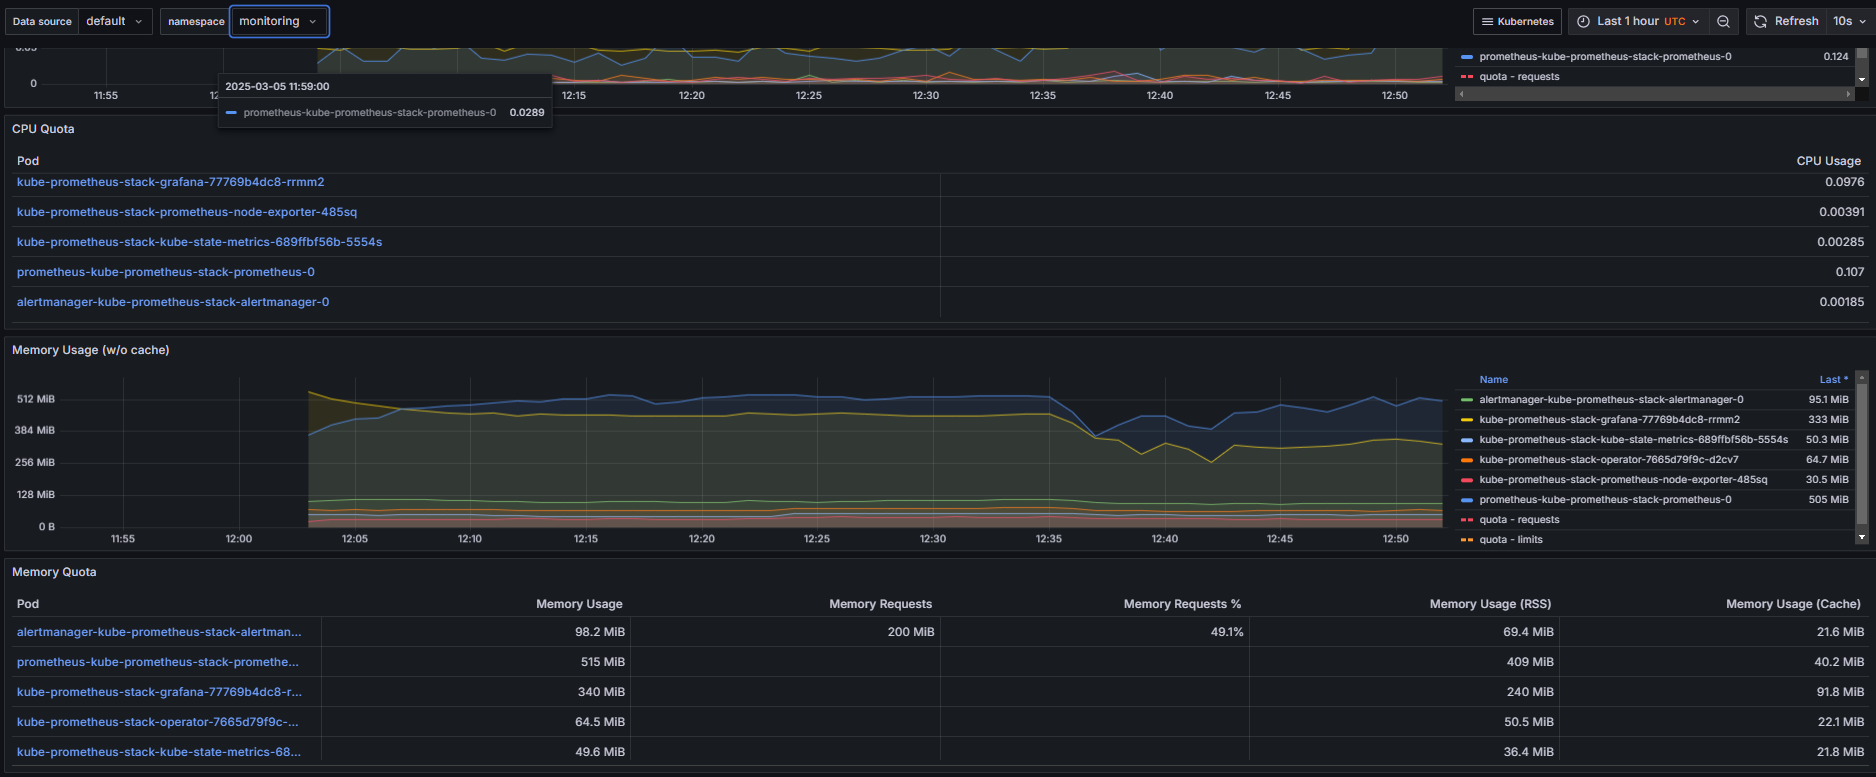 Data source default namespace monitoring Kubernetes Last 1 hour UTC Refresh 10s
prometheus-kube-prometheus-stack-prometheus-0 0.124
quota - requests
0
11:55 12:15 12:20 12:25 12:30 12:35 12:40 12:45 12:50
2025-03-05 11:59:00
prometheus-kube-prometheus-stack-prometheus-0 0.0289
CPU Quota
Pod CPU Usage
kube-prometheus-stack-grafana-77769b4dc8-rrmm2 0.0976
kube-prometheus-stack-prometheus-node-exporter-485sq 0.00391
kube-prometheus-stack-kube-state-metrics-689ffbf56b-5554s 0.00285
prometheus-kube-prometheus-stack-prometheus-0 0.107
alertmanager-kube-prometheus-stack-alertmanager-0 0.00185
Memory Usage (w/o cache)
512 MiB
384 MiB
256 MiB
128 MiB
0 B
11:55 12:00 12:05 12:10 12:15 12:20 12:25 12:30 12:35 12:40 12:45 12:50
Name Last *
alertmanager-kube-prometheus-stack-alertmanager-0 95.1 MiB
kube-prometheus-stack-grafana-77769b4dc8-rrmm2 333 MiB
kube-prometheus-stack-kube-state-metrics-689ffbf56b-5554s 50.3 MiB
kube-prometheus-stack-operator-7665d79f9c-d2cv7 64.7 MiB
kube-prometheus-stack-prometheus-node-exporter-485sq 30.5 MiB
prometheus-kube-prometheus-stack-prometheus-0 505 MiB
quota - requests
quota - limits
Memory Quota
Pod Memory Usage Memory Requests Memory Requests % Memory Usage (RSS) Memory Usage (Cache)
alertmanager-kube-prometheus-stack-alertman... 98.2 MiB 200 MiB 49.1% 69.4 MiB 21.6 MiB
prometheus-kube-prometheus-stack-promethe... 515 MiB 409 MiB 40.2 MiB
kube-prometheus-stack-grafana-77769b4dc8-r... 340 MiB 240 MiB 91.8 MiB
kube-prometheus-stack-operator-7665d79f9c-... 64.5 MiB 50.5 MiB 22.1 MiB
kube-prometheus-stack-kube-state-metrics-68... 49.6 MiB 36.4 MiB 21.8 MiB